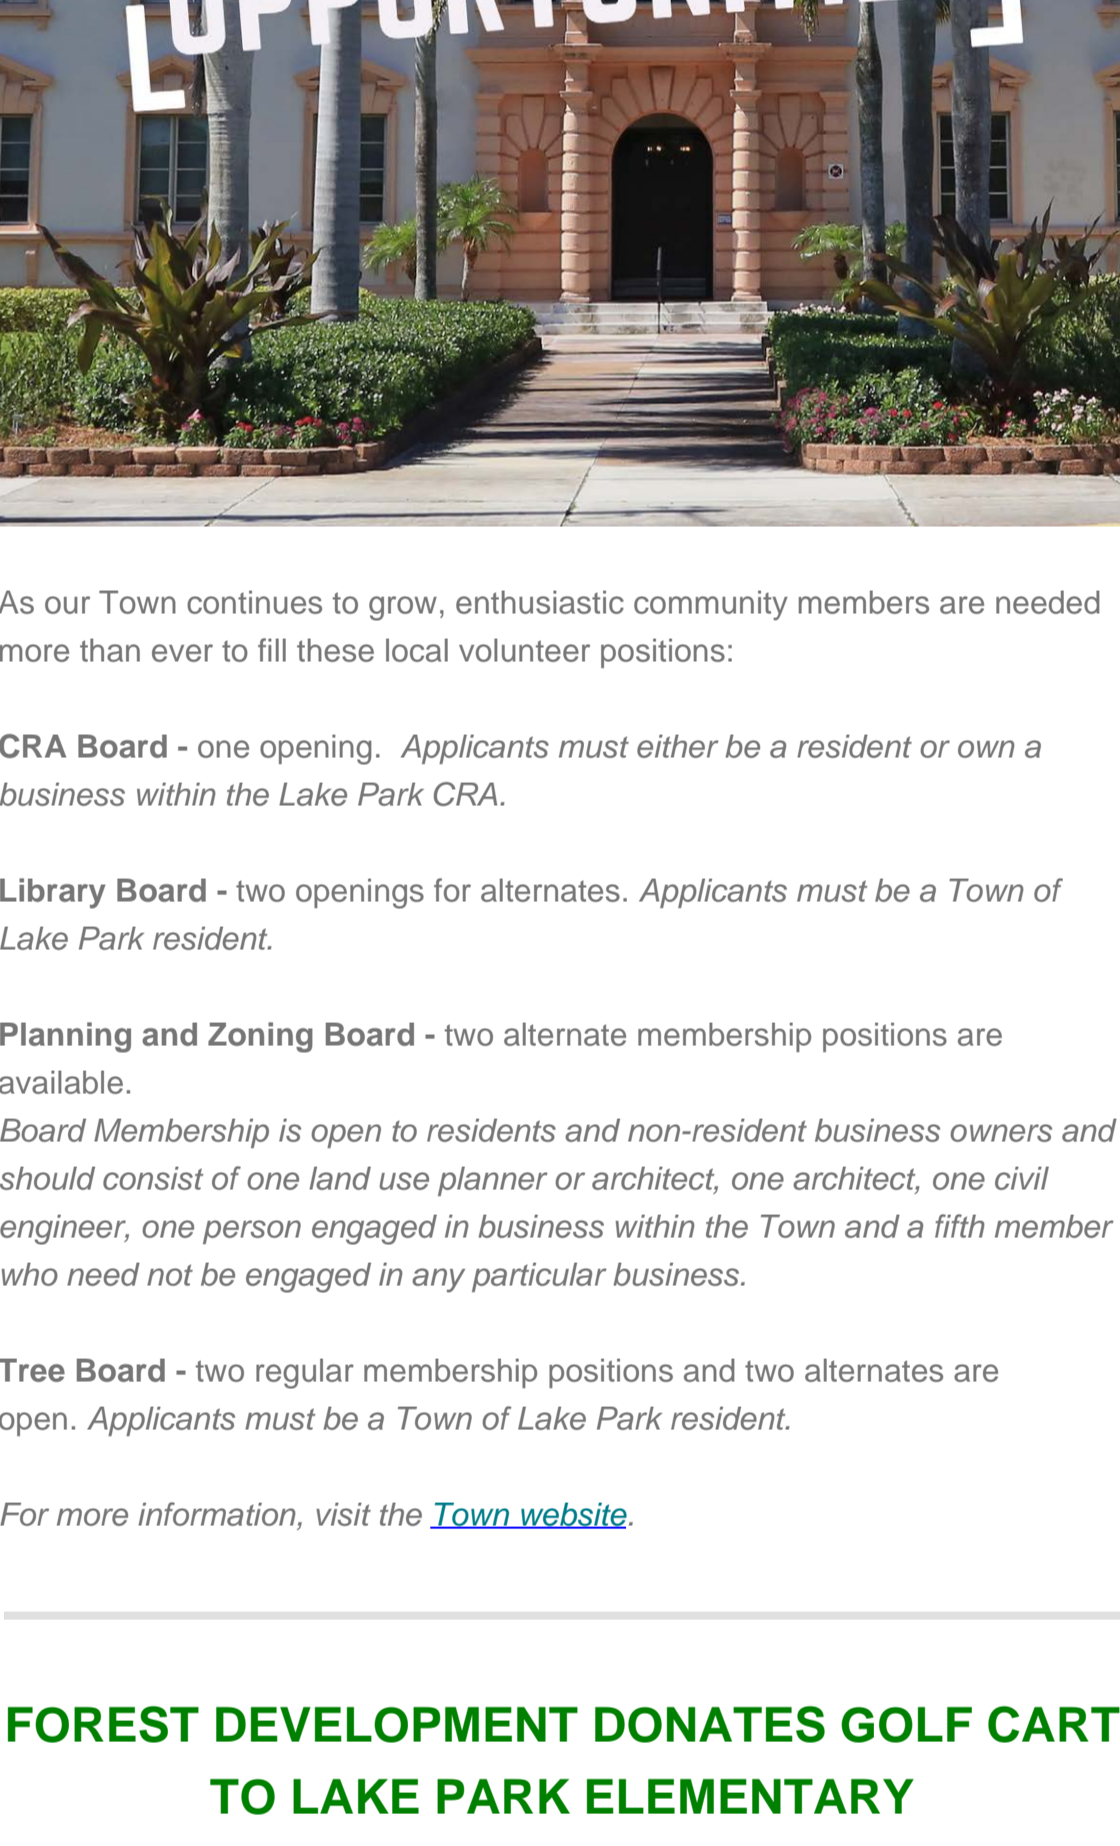 OPPORTUNITIES
As our Town continues to grow, enthusiastic community members are needed
more than ever to fill these local volunteer positions:
CRA Board - one opening.  Applicants must either be a resident or own a
business within the Lake Park CRA.
Library Board - two openings for alternates. Applicants must be a Town of
Lake Park resident.
Planning and Zoning Board - two alternate membership positions are
available.
Board Membership is open to residents and non-resident business owners and
should consist of one land use planner or architect, one architect, one civil
engineer, one person engaged in business within the Town and a fifth member
who need not be engaged in any particular business.
Tree Board - two regular membership positions and two alternates are
open. Applicants must be a Town of Lake Park resident.
For more information, visit the Town website.
FOREST DEVELOPMENT DONATES GOLF CART
TO LAKE PARK ELEMENTARY